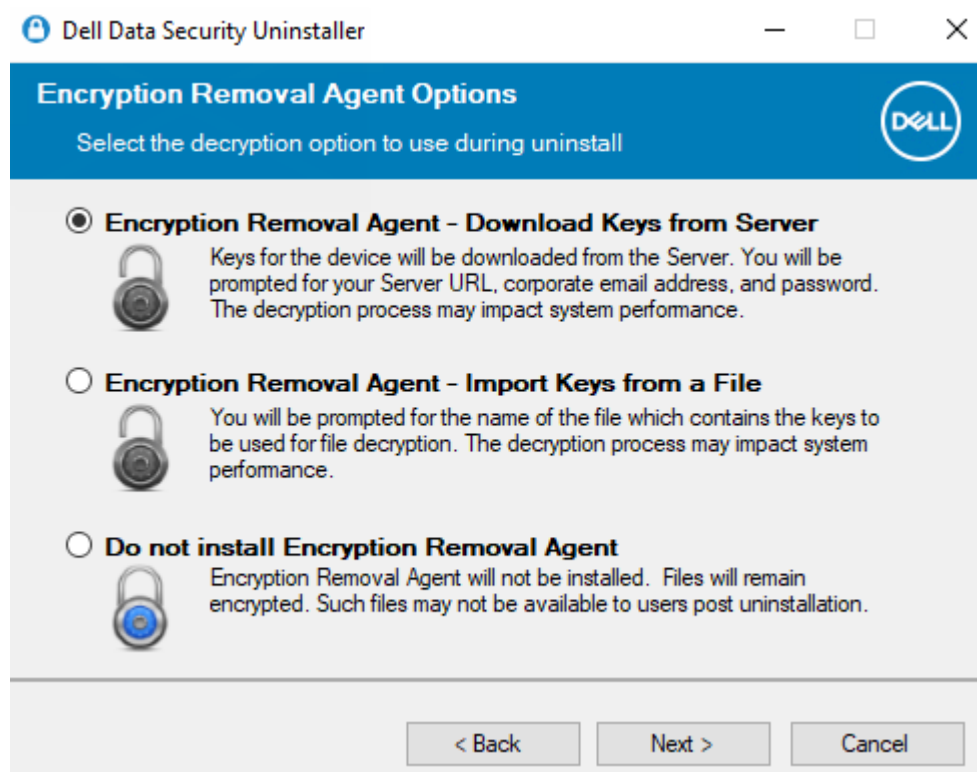 Dell Data Security Uninstaller
Encryption Removal Agent Options
Select the decryption option to use during uninstall
DELL
Encryption Removal Agent - Download Keys from Server
Keys for the device will be downloaded from the Server. You will be
prompted for your Server URL, corporate email address, and password.
The decryption process may impact system performance.
Encryption Removal Agent - Import Keys from a File
You will be prompted for the name of the file which contains the keys to
be used for file decryption. The decryption process may impact system
performance.
Do not install Encryption Removal Agent
Encryption Removal Agent will not be installed.  Files will remain
encrypted. Such files may not be available to users post uninstallation.
< Back
Next >
Cancel